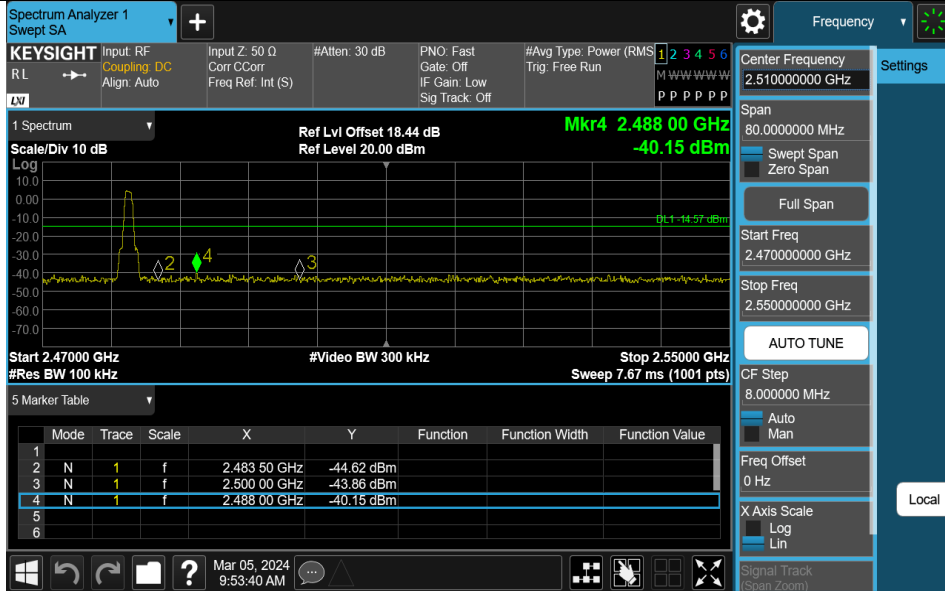 Spectrum Analyzer 1
Swept SA
+
Frequency
KEYSIGHT
R L
LXI
Input: RF
Coupling: DC
Align: Auto
Input Z: 50 Ω
Corr CCorr
Freq Ref: Int (S)
#Atten: 30 dB
PNO: Fast
Gate: Off
IF Gain: Low
Sig Track: Off
#Avg Type: Power (RMS
Trig: Free Run
1 2 3 4 5 6
M W W W W W
P P P P P P
1 Spectrum
Scale/Div 10 dB
Log
Ref Lvl Offset 18.44 dB
Ref Level 20.00 dBm
Mkr4 2.488 00 GHz
-40.15 dBm
10.0
0.00
-10.0
-20.0
-30.0
-40.0
-50.0
-60.0
-70.0
DL1 -14.57 dBm
2
4
3
Start 2.47000 GHz
#Video BW 300 kHz
Stop 2.55000 GHz
#Res BW 100 kHz
Sweep 7.67 ms (1001 pts)
5 Marker Table
Mode Trace Scale X Y Function Function Width Function Value
1
2 N 1 f 2.483 50 GHz -44.62 dBm
3 N 1 f 2.500 00 GHz -43.86 dBm
4 N 1 f 2.488 00 GHz -40.15 dBm
5
6
?
Mar 05, 2024
9:53:40 AM
Center Frequency
2.510000000 GHz
Span
80.0000000 MHz
Swept Span
Zero Span
Full Span
Start Freq
2.470000000 GHz
Stop Freq
2.550000000 GHz
AUTO TUNE
CF Step
8.000000 MHz
Auto
Man
Freq Offset
0 Hz
X Axis Scale
Log
Lin
Signal Track
(Span Zoom)
Settings
Local